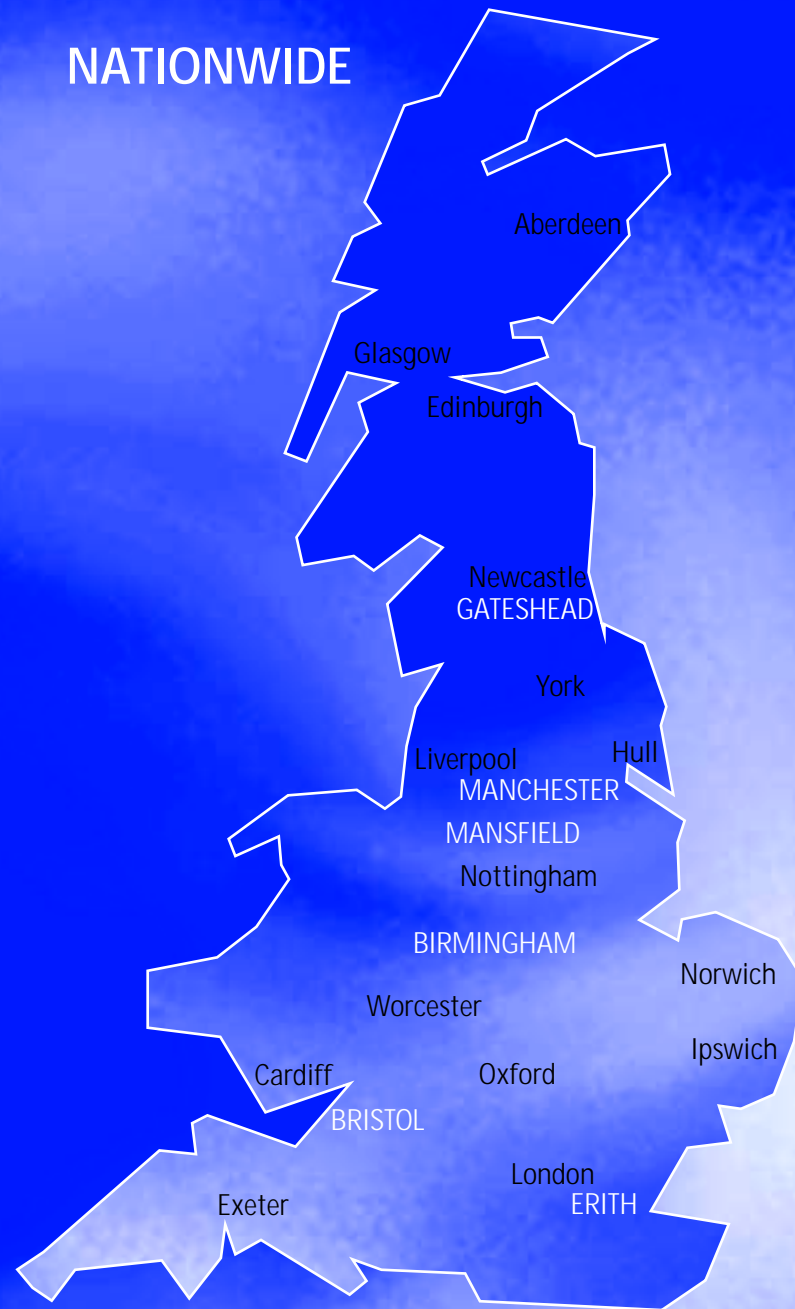 NATIONWIDE
Aberdeen
Glasgow
Edinburgh
Newcastle
GATESHEAD
York
Hull
Liverpool
MANCHESTER
MANSFIELD
Nottingham
BIRMINGHAM
Norwich
Worcester
Ipswich
Cardiff
Oxford
BRISTOL
London
ERITH
Exeter